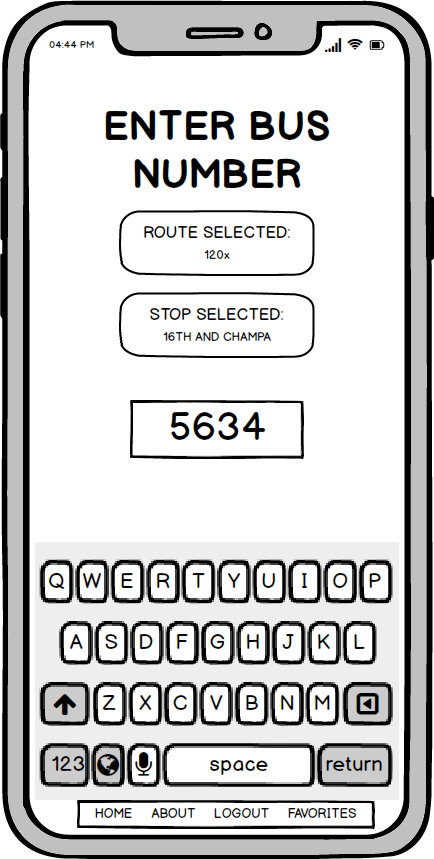 04:44 PM
ENTER BUS
NUMBER
ROUTE SELECTED:
120x
STOP SELECTED:
16TH AND CHAMPA
5634
Q W E R T Y U I O P
A S D F G H J K L
Z X C V B N M
123 space return
HOME ABOUT LOGOUT FAVORITES